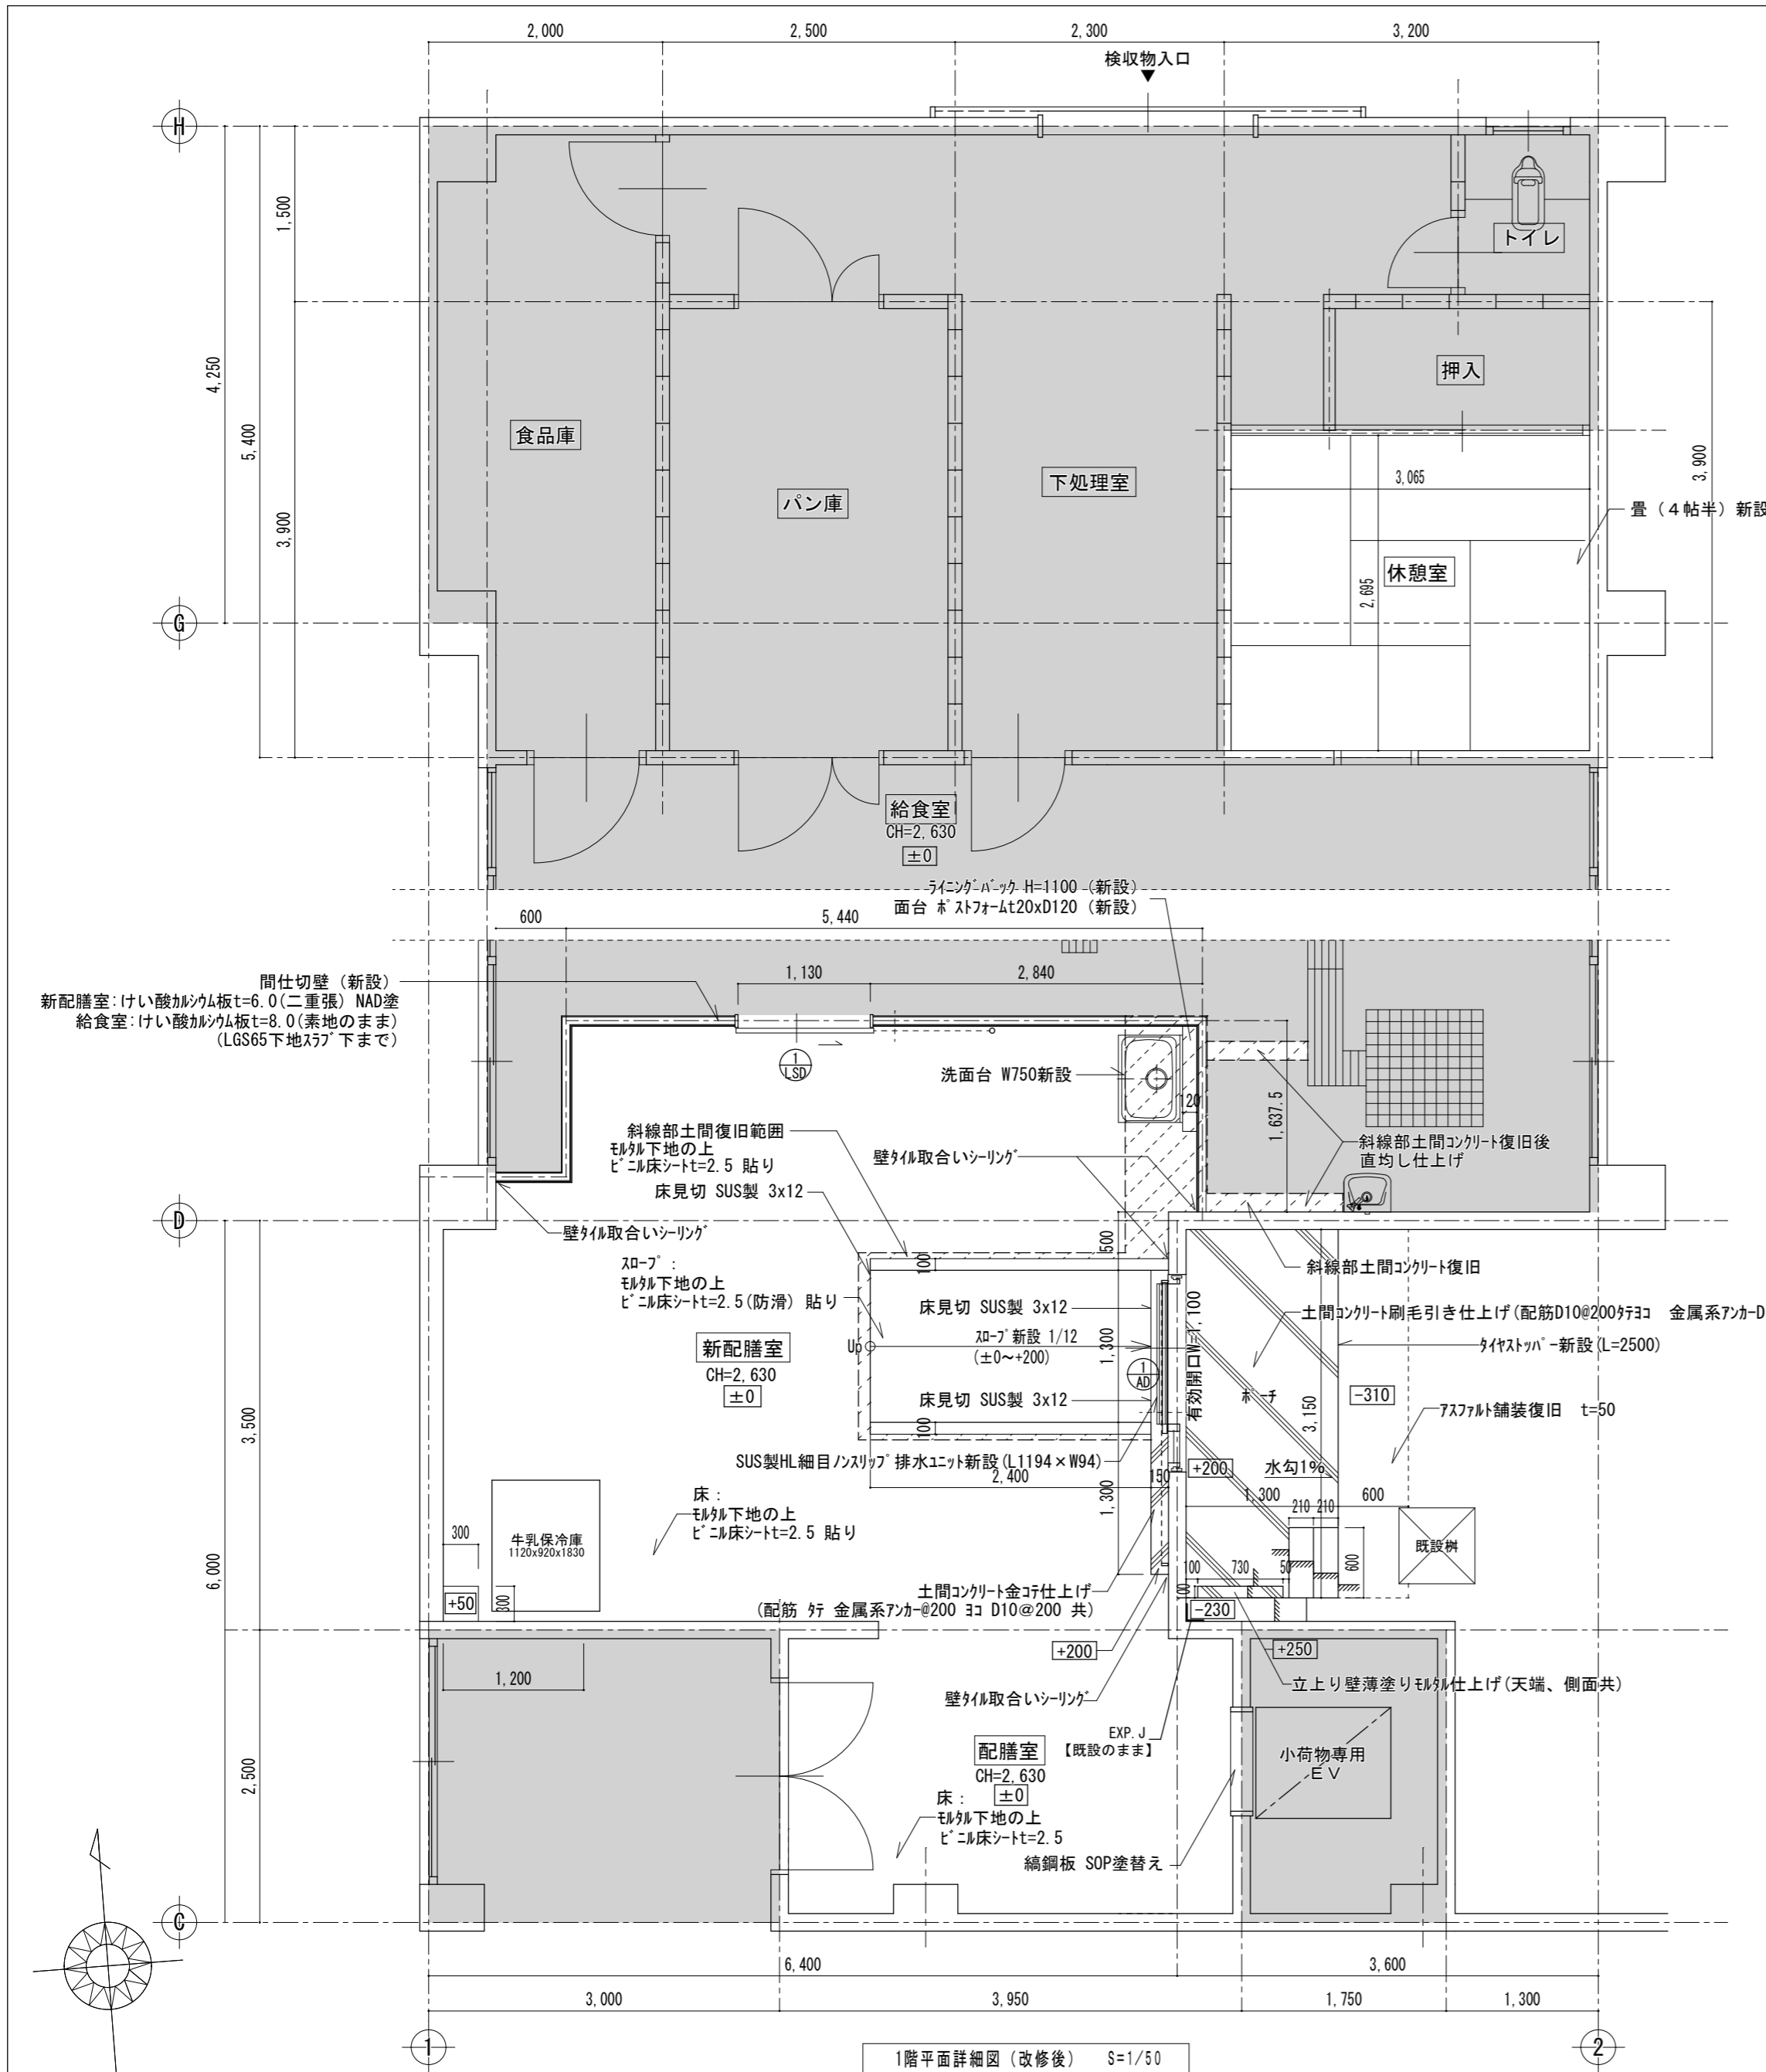 2,000
2,500
2,300
3,200
検収物入口
H
1,500
トイレ
4,250
5,400
押入
食品庫
下処理室
パン庫
3,065
3,900
畳（４帖半）新設
3,900
休憩室
2,695
G
給食室
CH=2,630
±0
ライニングバック H=1100（新設）
面台 ポストフォームt20xD120（新設）
600
5,440
間仕切壁（新設）
新配膳室:けい酸カルシウム板t=6.0(二重張) NAD塗
給食室:けい酸カルシウム板t=8.0(素地のまま)
(LGS65下地スラブ下まで)
1,130
2,840
1
LSD
洗面台 W750新設
120
1,637.5
斜線部土間復旧範囲
モルタル下地の上
ビニル床シートt=2.5 貼り
壁タイル取合いシーリング
斜線部土間コンクリート復旧後
直均し仕上げ
床見切 SUS製 3x12
D
壁タイル取合いシーリング
500
100
斜線部土間コンクリート復旧
スロープ：
モルタル下地の上
ビニル床シートt=2.5(防滑) 貼り
床見切 SUS製 3x12
土間コンクリート刷毛引き仕上げ(配筋D10@200タテヨコ　金属系アンカーD
スロープ新設 1/12
(±0～+200)
Up
1,300
有効開口W=1,100
タイヤストッパー新設(L=2500)
新配膳室
CH=2,630
±0
1
AD
ポーチ
3,150
-310
床見切 SUS製 3x12
アスファルト舗装復旧　t=50
100
3,500
SUS製HL細目ノンスリップ排水ユニット新設(L1194×W94)
2,400
150
+200
水勾1%
1,300
1,300
210
210
600
床：
モルタル下地の上
ビニル床シートt=2.5 貼り
300
牛乳保冷庫
1120x920x1830
既設桝
600
6,000
100
730
50
100
+50
300
土間コンクリート金コテ仕上げ
(配筋 タテ 金属系アンカー@200 ヨコ D10@200 共)
-230
+200
+250
1,200
立上り壁薄塗りモルタル仕上げ(天端、側面共)
壁タイル取合いシーリング
EXP.J
【既設のまま】
配膳室
CH=2,630
±0
小荷物専用
ＥＶ
2,500
床：
モルタル下地の上
ビニル床シートt=2.5
縞鋼板 SOP塗替え
C
6,400
3,600
3,000
3,950
1,750
1,300
1
2
1階平面詳細図（改修後）　S=1/50